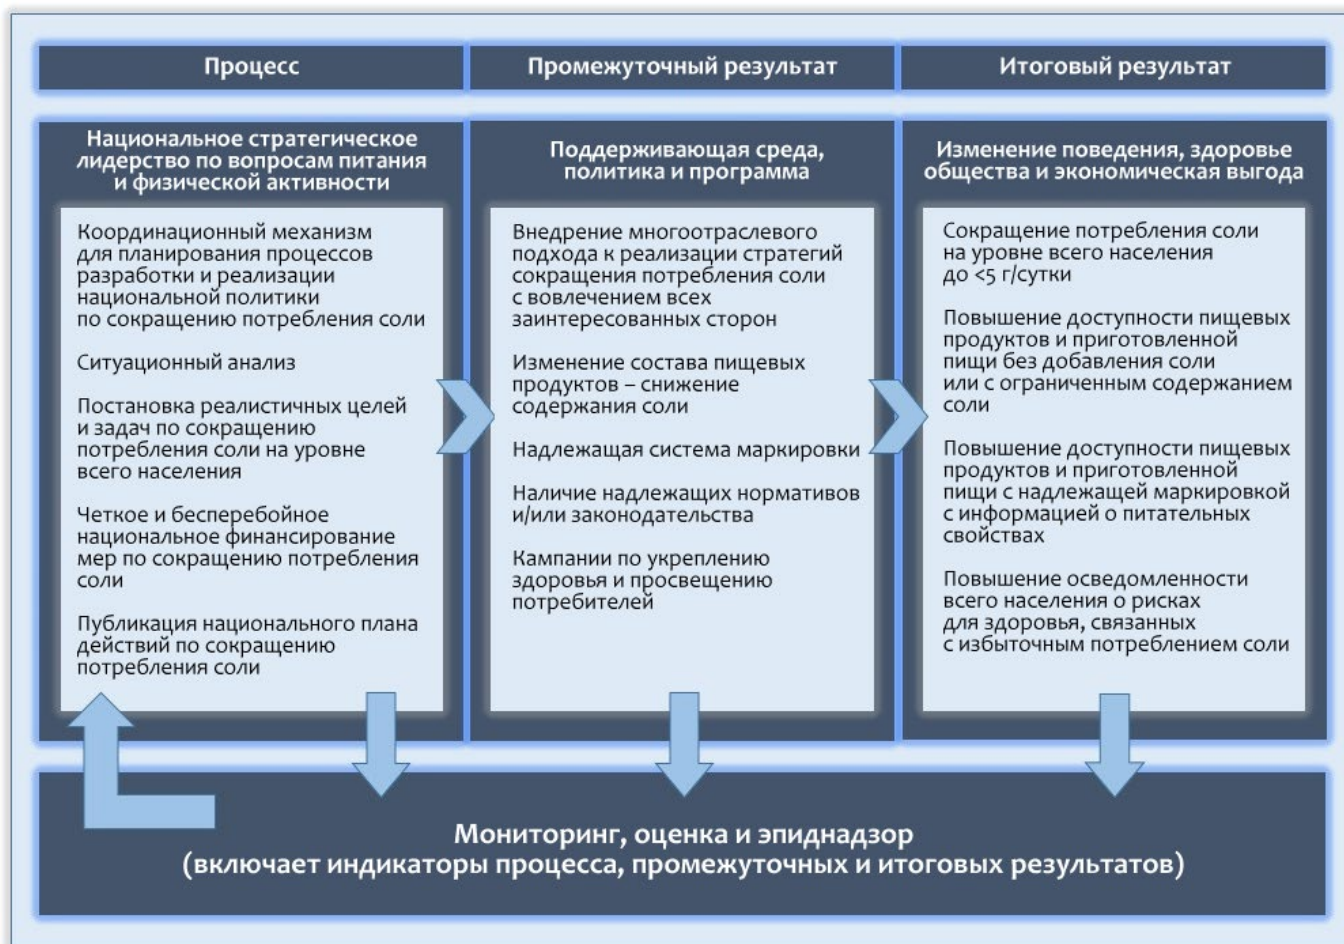 Процесс
Промежуточный результат
Итоговый результат
Национальное стратегическое
лидерство по вопросам питания
и физической активности
Координационный механизм
для планирования процессов
разработки и реализации
национальной политики
по сокращению потребления соли
Ситуационный анализ
Постановка реалистичных целей
и задач по сокращению
потребления соли на уровне
всего населения
Четкое и бесперебойное
национальное финансирование
мер по сокращению потребления
соли
Публикация национального плана
действий по сокращению
потребления соли
Поддерживающая среда,
политика и программа
Внедрение многоотраслевого
подхода к реализации стратегий
сокращения потребления соли
с вовлечением всех
заинтересованных сторон
Изменение состава пищевых
продуктов – снижение
содержания соли
Надлежащая система маркировки
Наличие надлежащих нормативов
и/или законодательства
Кампании по укреплению
здоровья и просвещению
потребителей
Изменение поведения, здоровье
общества и экономическая выгода
Сокращение потребления соли
на уровне всего населения
до <5 г/сутки
Повышение доступности пищевых
продуктов и приготовленной
пищи без добавления соли
или с ограниченным содержанием
соли
Повышение доступности пищевых
продуктов и приготовленной
пищи с надлежащей маркировкой
с информацией о питательных
свойствах
Повышение осведомленности
всего населения о рисках
для здоровья, связанных
с избыточным потреблением соли
Мониторинг, оценка и эпиднадзор
(включает индикаторы процесса, промежуточных и итоговых результатов)